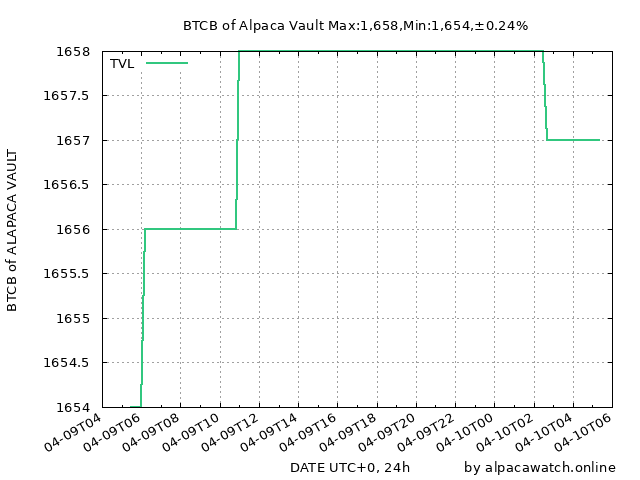 BTCB of Alpaca Vault Max:1,658,Min:1,654,±0.24%
TVL
BTCB of ALAPACA VAULT
1658
1657.5
1657
1656.5
1656
1655.5
1655
1654.5
1654
04-09T04
04-09T06
04-09T08
04-09T10
04-09T12
04-09T14
04-09T16
04-09T18
04-09T20
04-09T22
04-10T00
04-10T02
04-10T04
04-10T06
DATE UTC+0, 24h
by alpacawatch.online